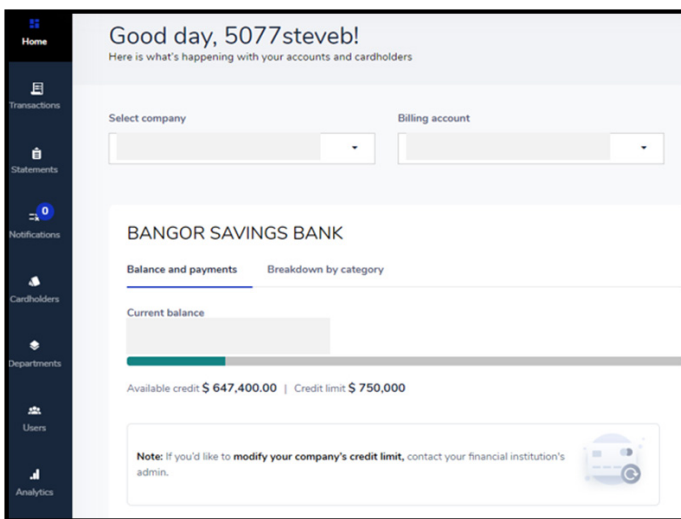 Home
Transactions
Statements
0
Notifications
Cardholders
Departments
Users
Analytics
Good day, 5077steveb!
Here is what's happening with your accounts and cardholders
Select company
Billing account
BANGOR SAVINGS BANK
Balance and payments Breakdown by category
Current balance
Available credit $ 647,400.00 | Credit limit $ 750,000
Note: If you'd like to modify your company's credit limit, contact your financial institution's
admin.